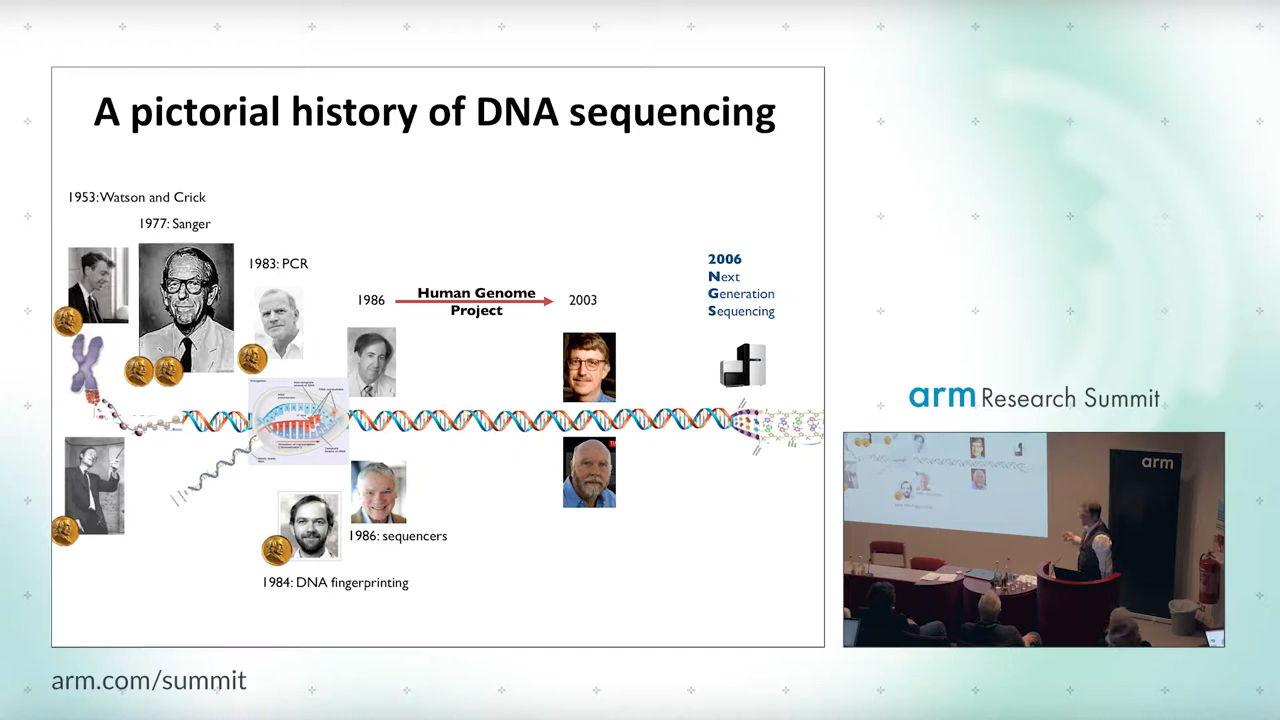 A pictorial history of DNA sequencing
1953:Watson and Crick
1977: Sanger
1983: PCR
1986
Human Genome
Project
2003
2006
Next
Generation
Sequencing
1986: sequencers
1984: DNA fingerprinting
arm Research Summit
arm
arm.com/summit